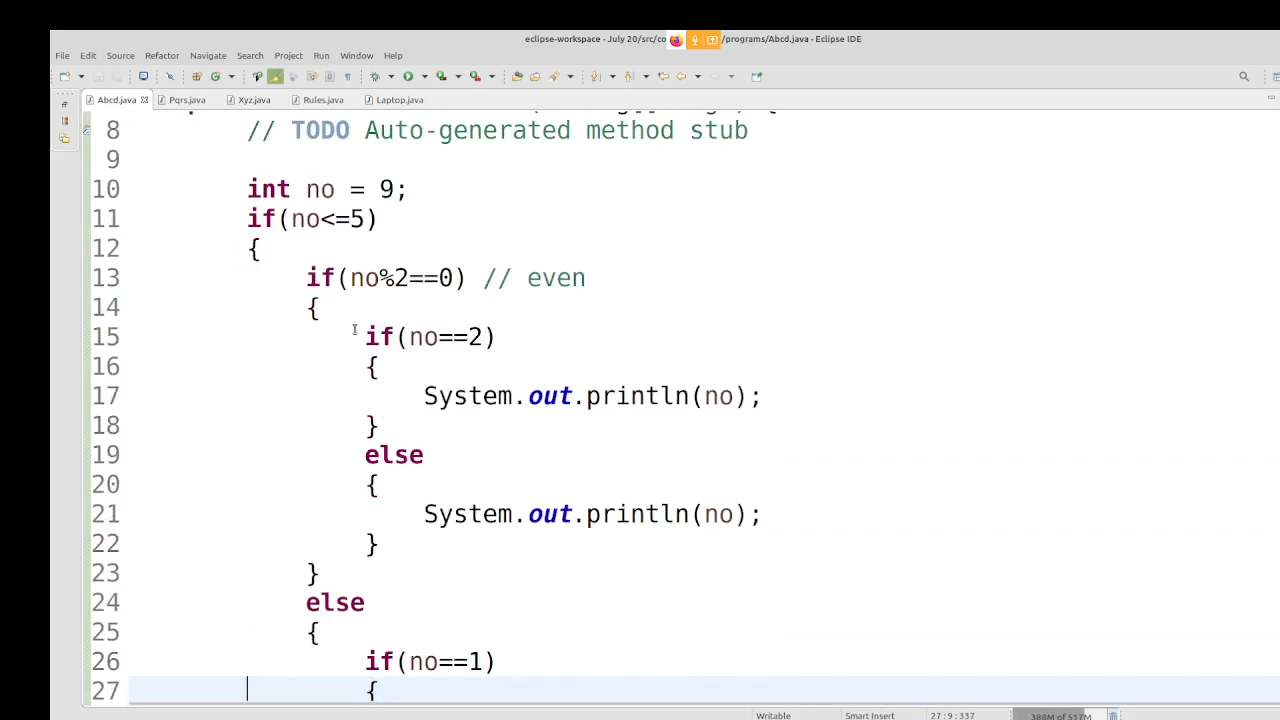 eclipse-workspace - July 20/src/co /programs/Abcd.java - Eclipse IDE
File Edit Source Refactor Navigate Search Project Run Window Help
Abcd.java Pqrs.java Xyz.java Rules.java Laptop.java
8 // TODO Auto-generated method stub
9
10 int no = 9;
11 if(no<=5)
12 {
13 if(no%2==0) // even
14 {
15 if(no==2)
16 {
17 System.out.println(no);
18 }
19 else
20 {
21 System.out.println(no);
22 }
23 }
24 else
25 {
26 if(no==1)
27 {
Writable Smart Insert 27:9:337 388M of 517M